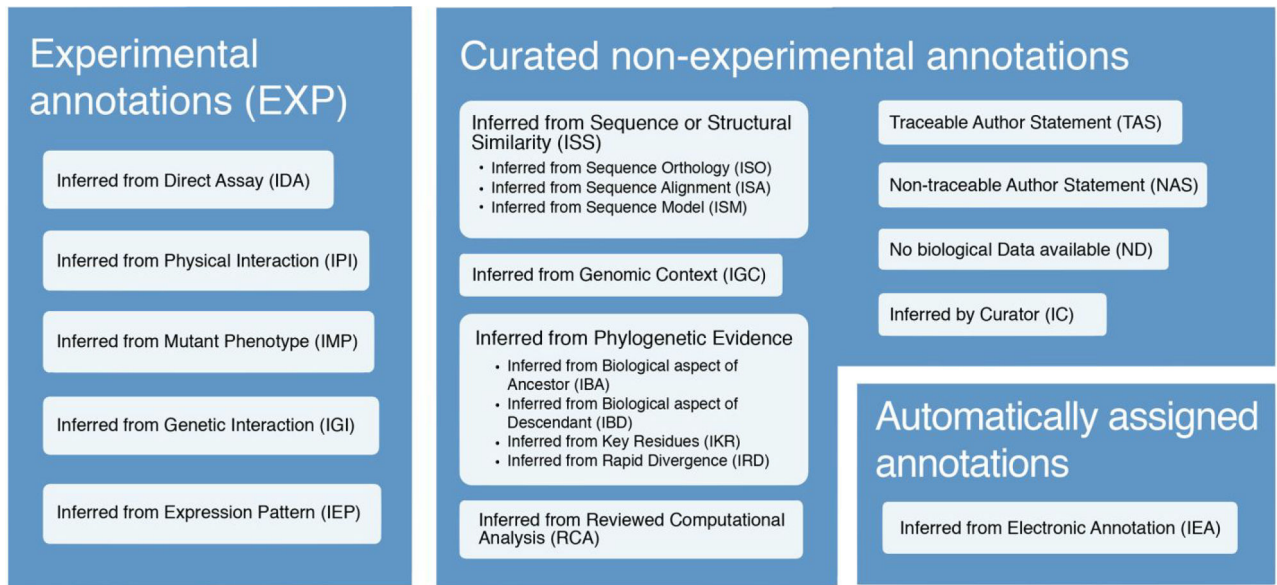 Experimental
annotations (EXP)
Inferred from Direct Assay (IDA)
Inferred from Physical Interaction (IPI)
Inferred from Mutant Phenotype (IMP)
Inferred from Genetic Interaction (IGI)
Inferred from Expression Pattern (IEP)
Curated non-experimental annotations
Inferred from Sequence or Structural
Similarity (ISS)
• Inferred from Sequence Orthology (ISO)
• Inferred from Sequence Alignment (ISA)
• Inferred from Sequence Model (ISM)
Inferred from Genomic Context (IGC)
Inferred from Phylogenetic Evidence
• Inferred from Biological aspect of
Ancestor (IBA)
• Inferred from Biological aspect of
Descendant (IBD)
• Inferred from Key Residues (IKR)
• Inferred from Rapid Divergence (IRD)
Inferred from Reviewed Computational
Analysis (RCA)
Traceable Author Statement (TAS)
Non-traceable Author Statement (NAS)
No biological Data available (ND)
Inferred by Curator (IC)
Automatically assigned
annotations
Inferred from Electronic Annotation (IEA)